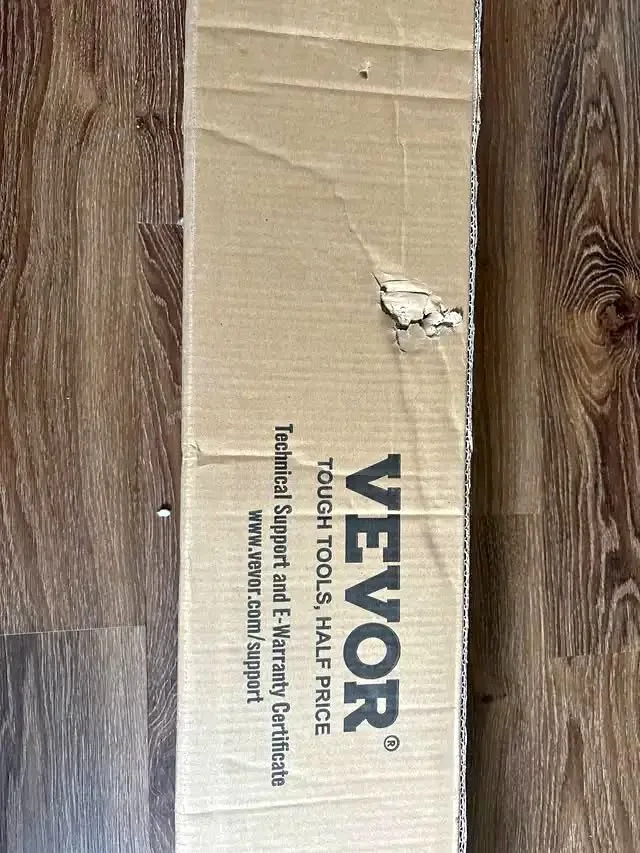 VEVOR®
TOUGH TOOLS, HALF PRICE
Technical Support and E-Warranty Certificate
www.vevor.com/support